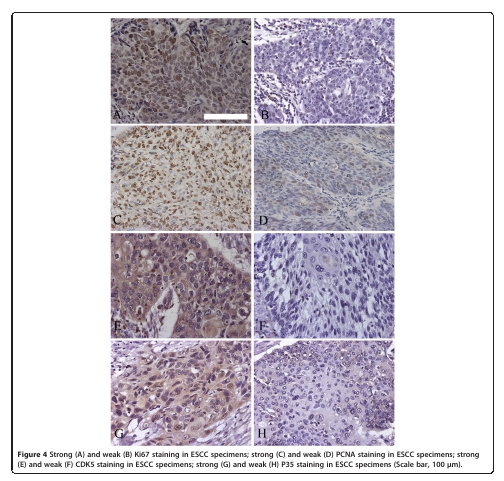 A
B
C
D
E
F
G
H
Figure 4 Strong (A) and weak (B) Ki67 staining in ESCC specimens; strong (C) and weak (D) PCNA staining in ESCC specimens; strong
(E) and weak (F) CDK5 staining in ESCC specimens; strong (G) and weak (H) P35 staining in ESCC specimens (Scale bar, 100 μm).